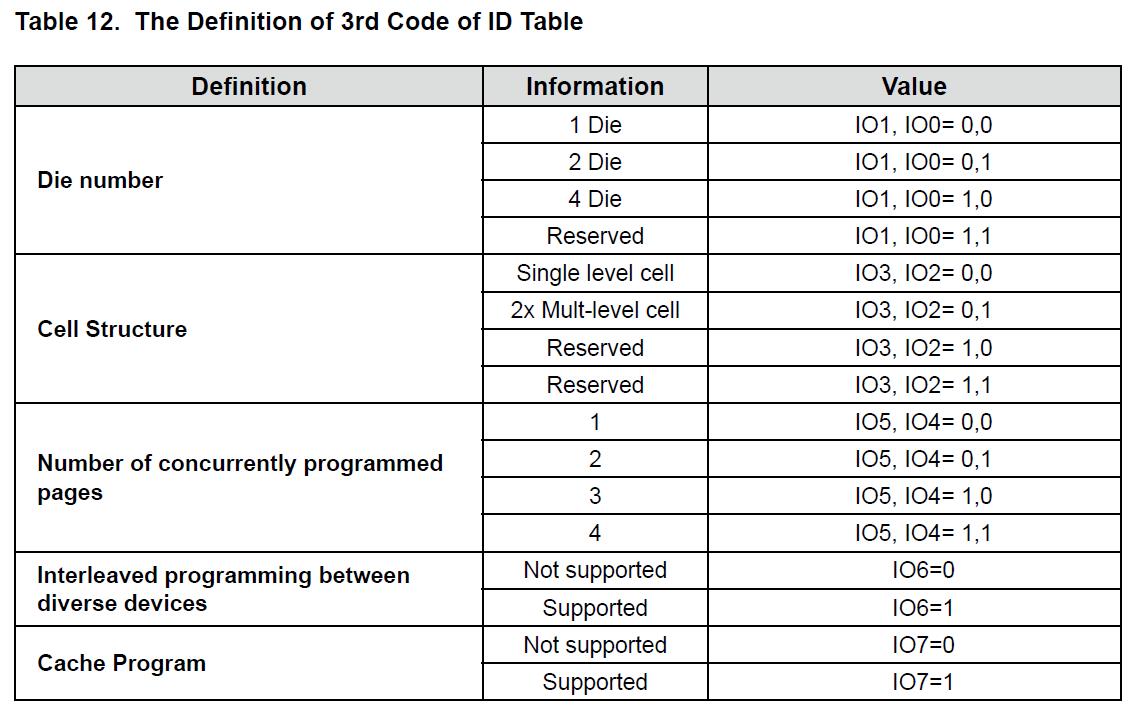 Table 12. The Definition of 3rd Code of ID Table
Definition Information Value
Die number
1 Die IO1, IO0= 0,0
2 Die IO1, IO0= 0,1
4 Die IO1, IO0= 1,0
Reserved IO1, IO0= 1,1
Cell Structure
Single level cell IO3, IO2= 0,0
2x Mult-level cell IO3, IO2= 0,1
Reserved IO3, IO2= 1,0
Reserved IO3, IO2= 1,1
Number of concurrently programmed
pages
1 IO5, IO4= 0,0
2 IO5, IO4= 0,1
3 IO5, IO4= 1,0
4 IO5, IO4= 1,1
Interleaved programming between
diverse devices
Not supported IO6=0
Supported IO6=1
Cache Program
Not supported IO7=0
Supported IO7=1